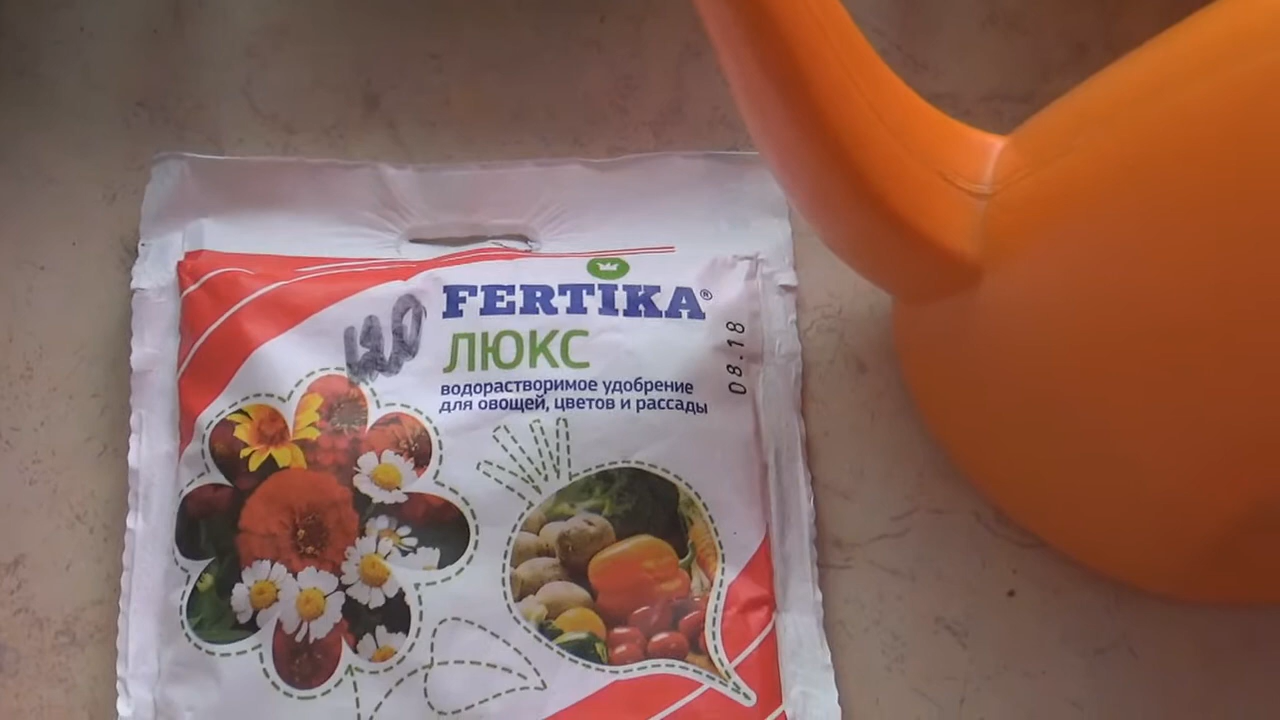 FERTIKA®
ЛЮКС
водорастворимое удобрение
для овощей, цветов и рассады
08.18